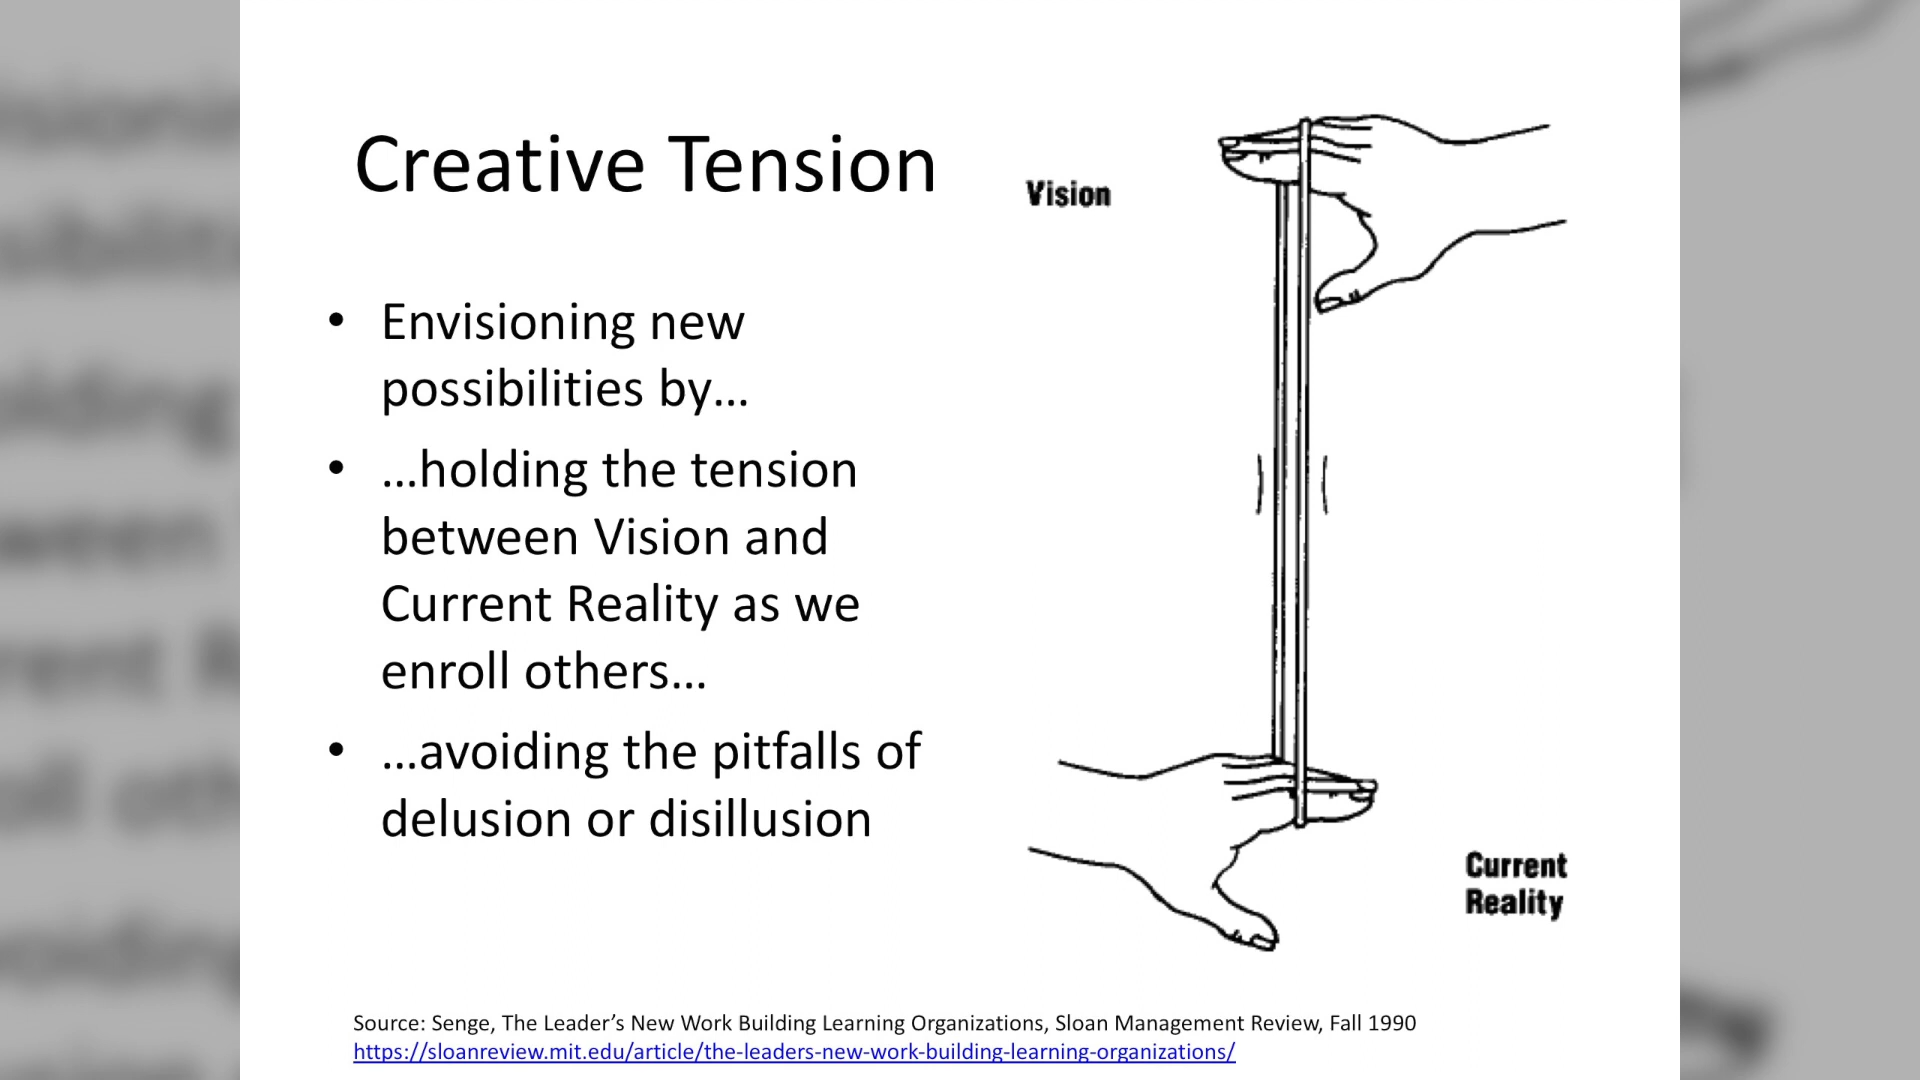 Creative Tension
Vision
• Envisioning new
possibilities by…
• …holding the tension
between Vision and
Current Reality as we
enroll others…
• …avoiding the pitfalls of
delusion or disillusion
Current
Reality
Source: Senge, The Leader’s New Work Building Learning Organizations, Sloan Management Review, Fall 1990
https://sloanreview.mit.edu/article/the-leaders-new-work-building-learning-organizations/